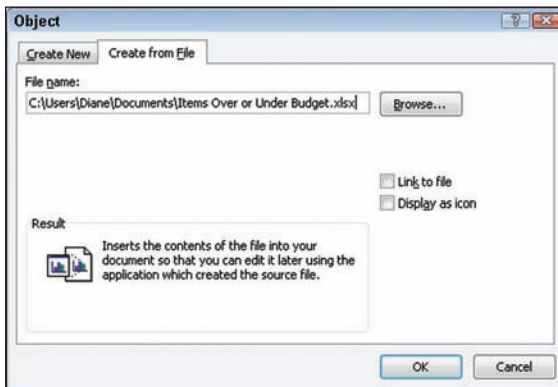 Object
Create New
Create from File
File name:
C:\Users\Diane\Documents\Items Over or Under Budget.xlsx
Browse...
Link to file
Display as icon
Result
Inserts the contents of the file into your
document so that you can edit it later using the
application which created the source file.
OK
Cancel